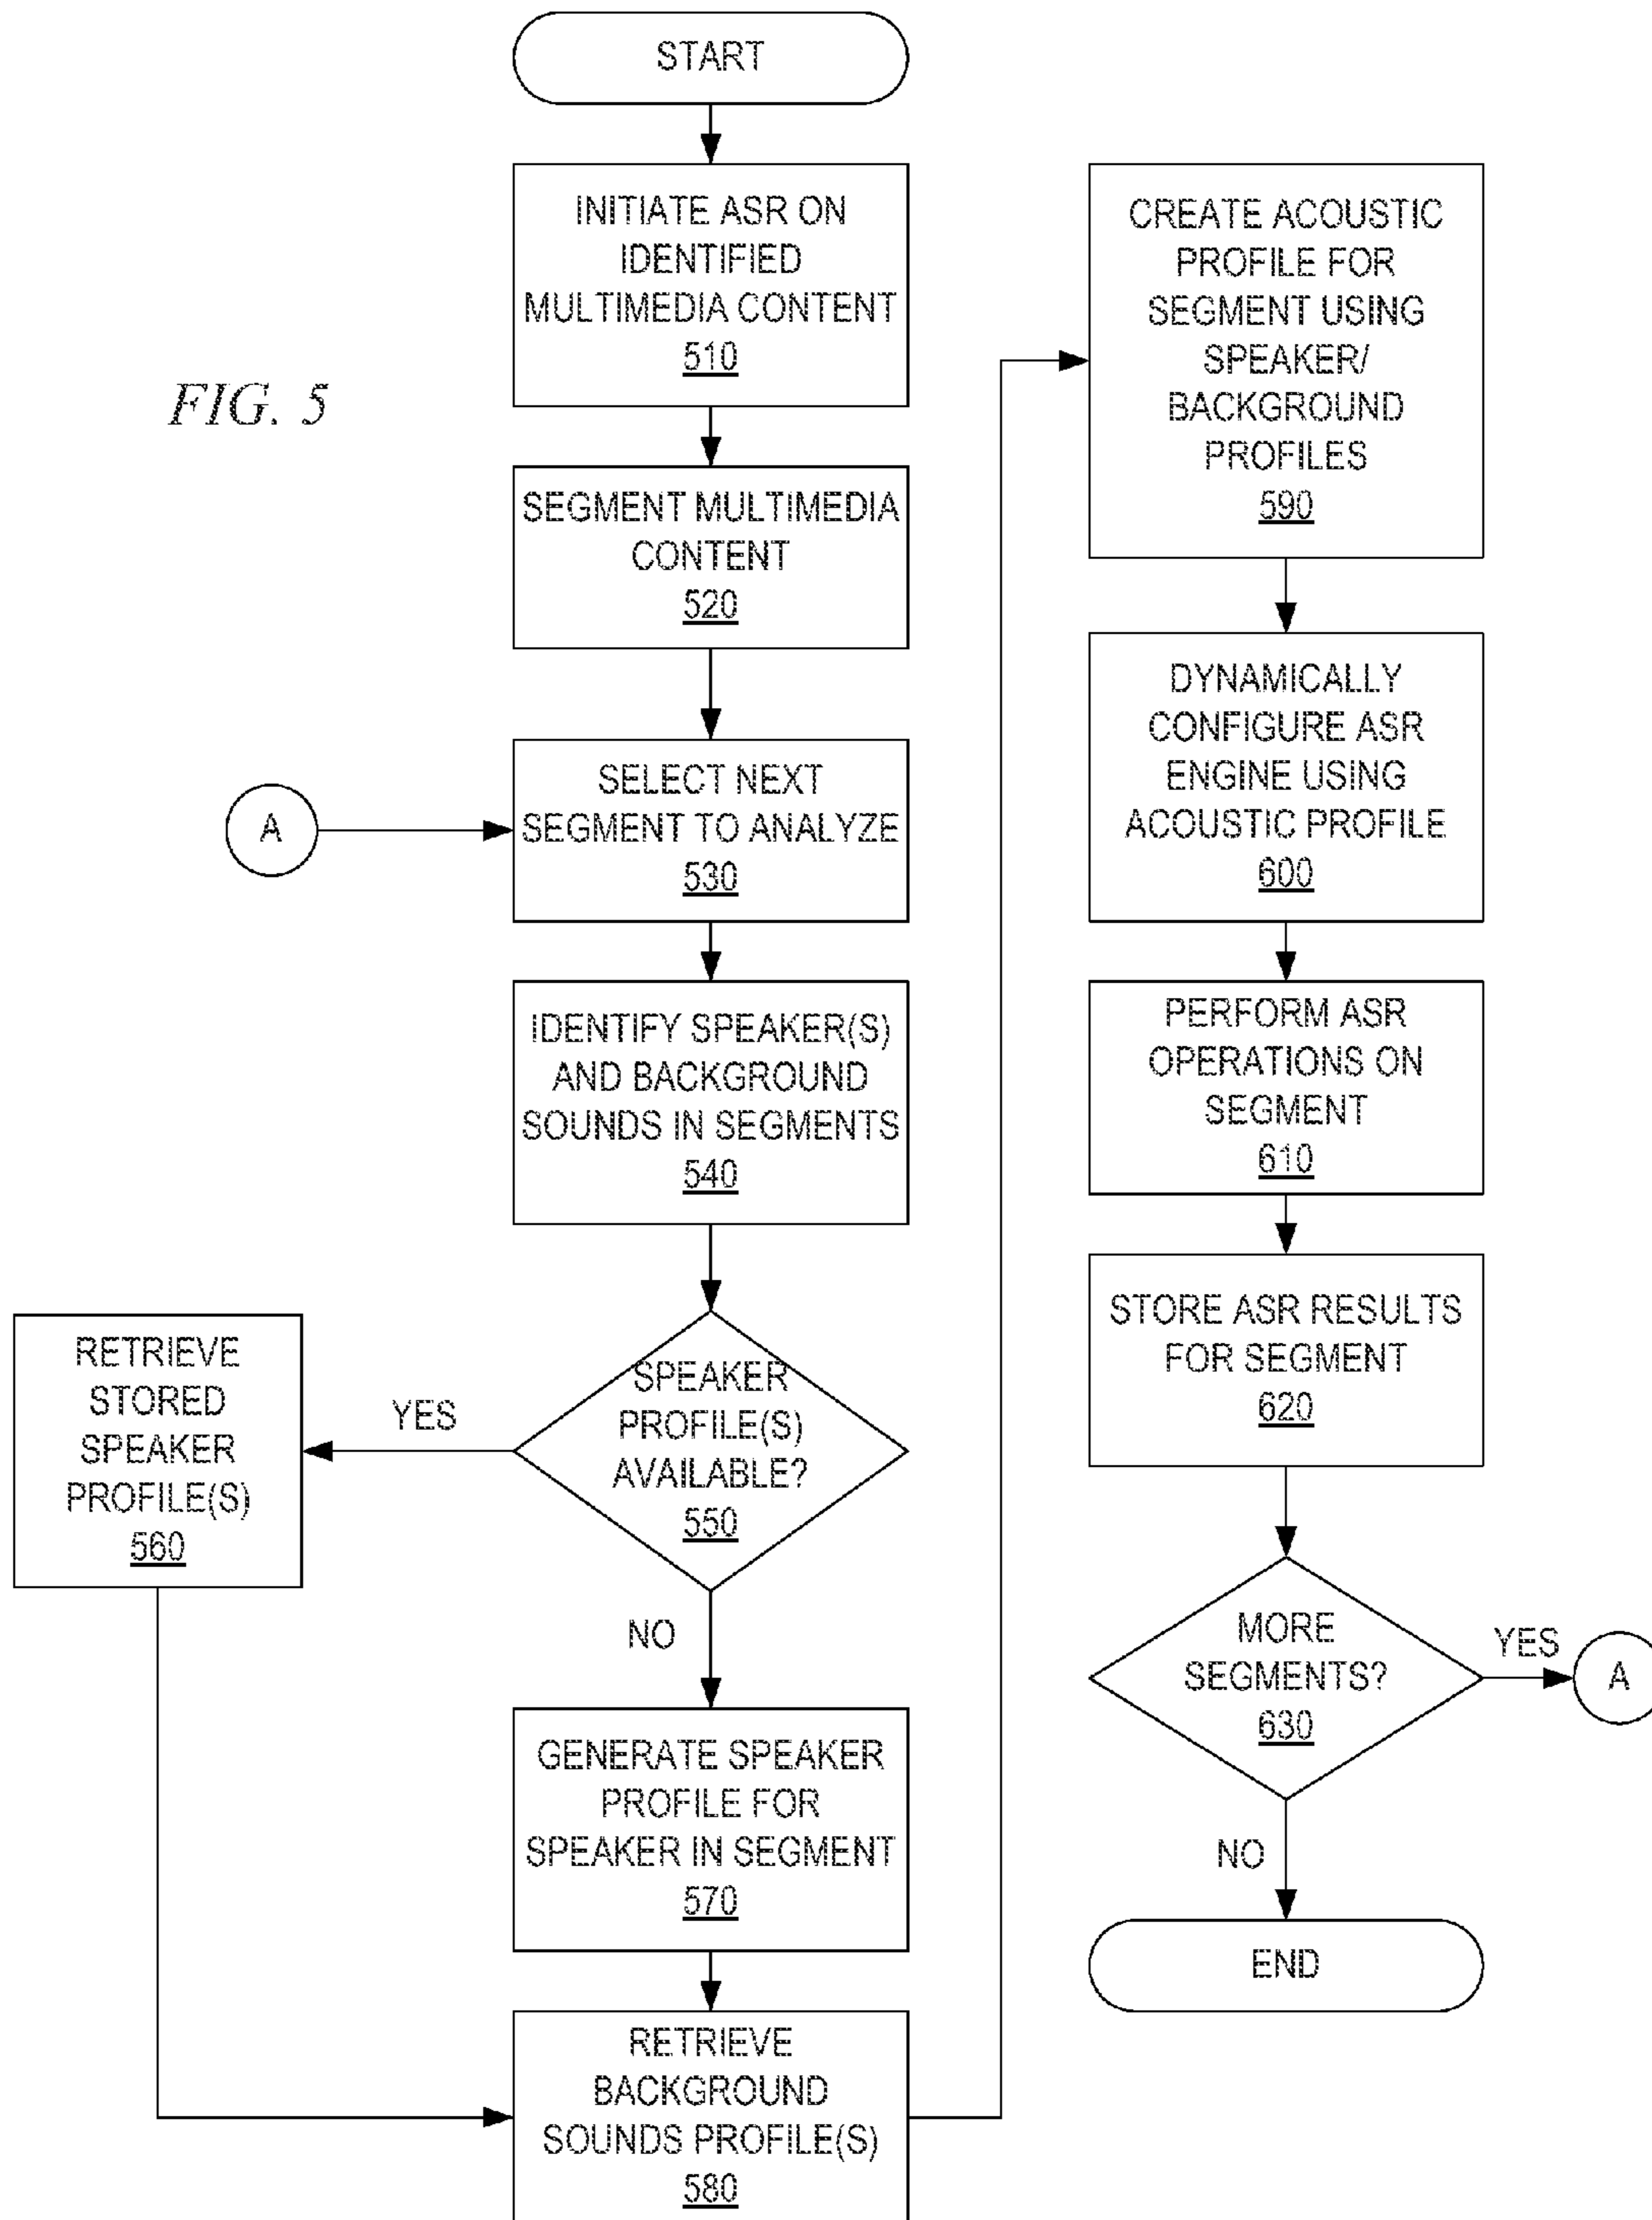 START
INITIATE ASR ON
IDENTIFIED
MULTIMEDIA CONTENT
510
FIG. 5
SEGMENT MULTIMEDIA
CONTENT
520
A
SELECT NEXT
SEGMENT TO ANALYZE
530
IDENTIFY SPEAKER(S)
AND BACKGROUND
SOUNDS IN SEGMENTS
540
SPEAKER
PROFILE(S)
AVAILABLE?
550
YES
RETRIEVE
STORED
SPEAKER
PROFILE(S)
560
NO
GENERATE SPEAKER
PROFILE FOR
SPEAKER IN SEGMENT
570
RETRIEVE
BACKGROUND
SOUNDS PROFILE(S)
580
CREATE ACOUSTIC
PROFILE FOR
SEGMENT USING
SPEAKER/
BACKGROUND
PROFILES
590
DYNAMICALLY
CONFIGURE ASR
ENGINE USING
ACOUSTIC PROFILE
600
PERFORM ASR
OPERATIONS ON
SEGMENT
610
STORE ASR RESULTS
FOR SEGMENT
620
MORE
SEGMENTS?
630
YES
A
NO
END